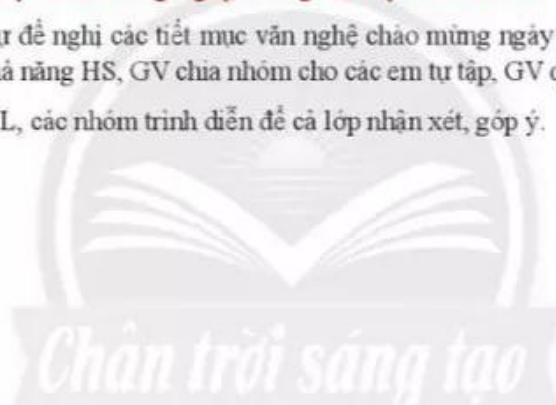 đề nghị các tiết mục văn nghệ chào mừng ngày
năng HS, GV chia nhóm cho các em tự tập, GV
các nhóm trình diễn để cả lớp nhận xét, góp ý.
Chân trời sáng tạo